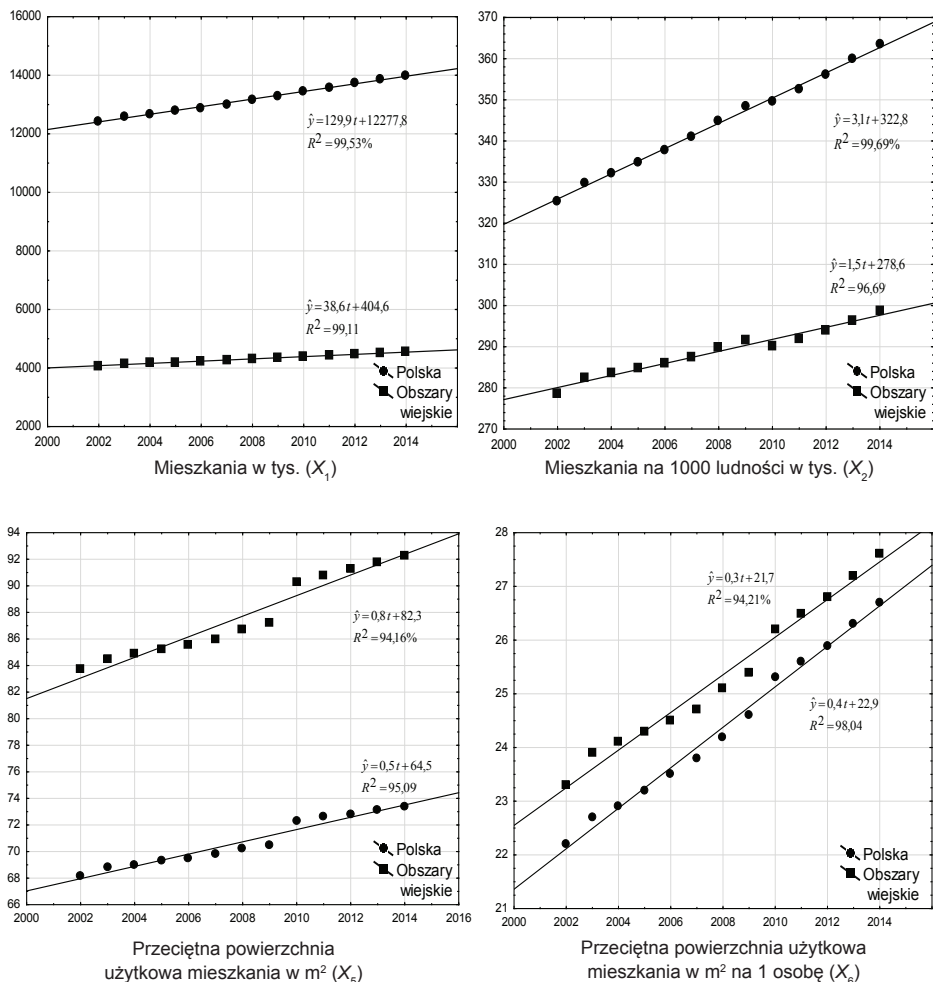 16000
14000
12000
10000
8000
6000
4000
2000
ŷ=129,9t+12277,8
R²=99,53%
ŷ=38,6t+404,6
R²=99,11
Polska
Obszary
wiejskie
2000 2002 2004 2006 2008 2010 2012 2014
Mieszkania w tys. (X₁)
370
360
350
340
330
320
310
300
290
280
270
ŷ=3,1t+322,8
R²=99,69%
ŷ=1,5t+278,6
R²=96,69
Polska
Obszary
wiejskie
2000 2002 2004 2006 2008 2010 2012 2014
Mieszkania na 1000 ludności w tys. (X₂)
94
92
90
88
86
84
82
80
78
76
74
72
70
68
66
ŷ=0,8t+82,3
R²=94,16%
ŷ=0,5t+64,5
R²=95,09
Polska
Obszary
wiejskie
2000 2002 2004 2006 2008 2010 2012 2014 2016
Przeciętna powierzchnia
użytkowa mieszkania w m² (X₅)
28
27
26
25
24
23
22
21
ŷ=0,3t+21,7
R²=94,21%
ŷ=0,4t+22,9
R²=98,04
Polska
Obszary
wiejskie
2000 2002 2004 2006 2008 2010 2012 2014
Przeciętna powierzchnia użytkowa
mieszkania w m² na 1 osobę (X₆)